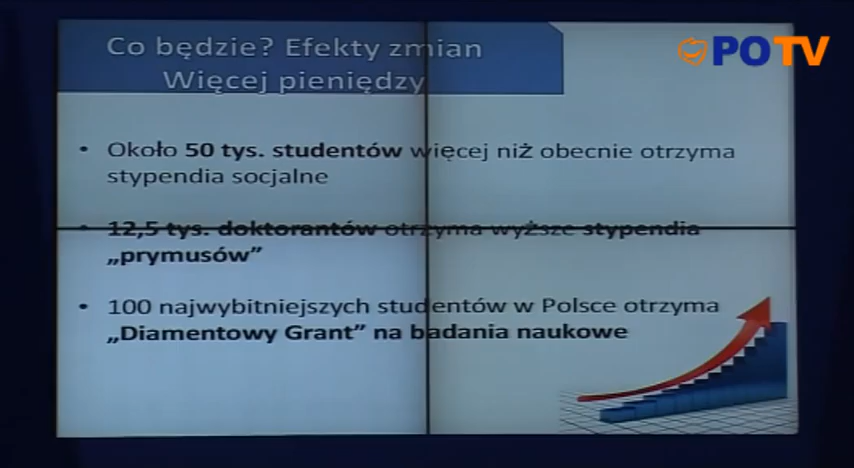 Co będzie? Efekty zmian
Więcej pieniędzy
POTV
• Około 50 tys. studentów więcej niż obecnie otrzyma
stypendia socjalne
• 12,5 tys. doktorantów otrzyma wyższe stypendia
„prymusów”
• 100 najwybitniejszych studentów w Polsce otrzyma
„Diamentowy Grant” na badania naukowe